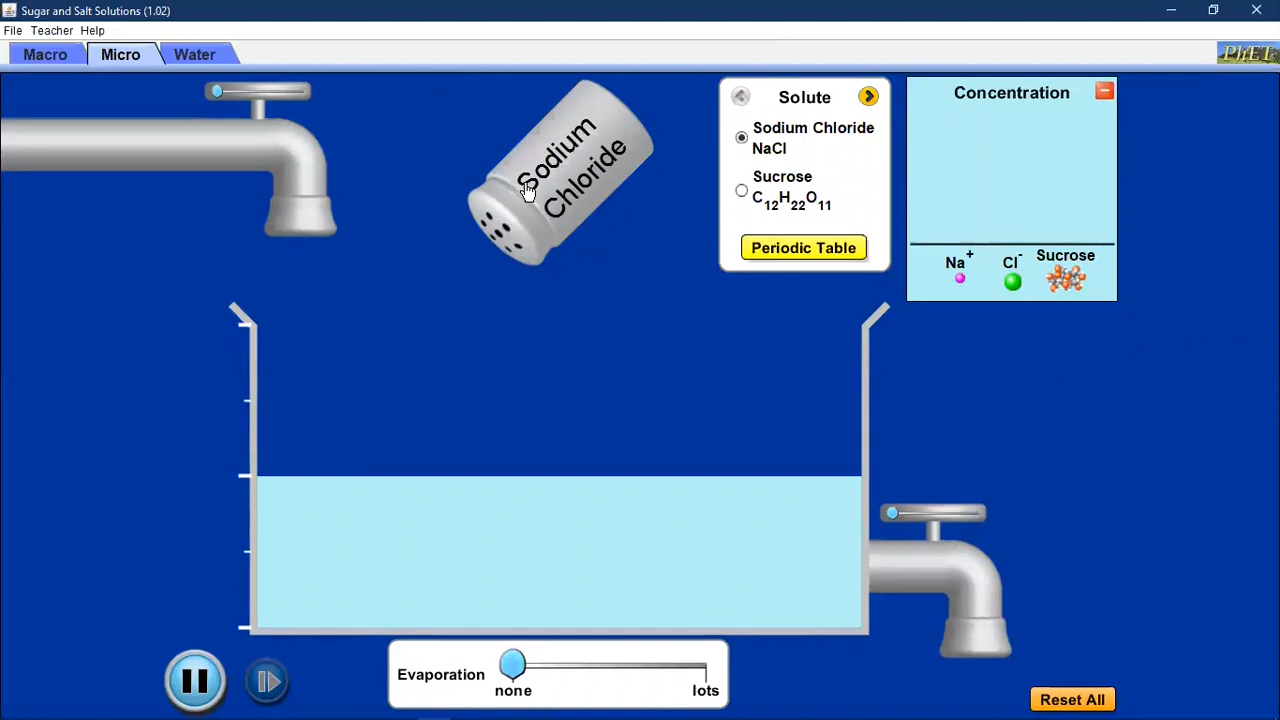 Sugar and Salt Solutions (1.02)
File Teacher Help
Macro Micro Water
PhET
Sodium
Chloride
Solute
Sodium Chloride
NaCl
Sucrose
C12H22O11
Periodic Table
Concentration
Na+ Cl- Sucrose
Evaporation
none lots
Reset All